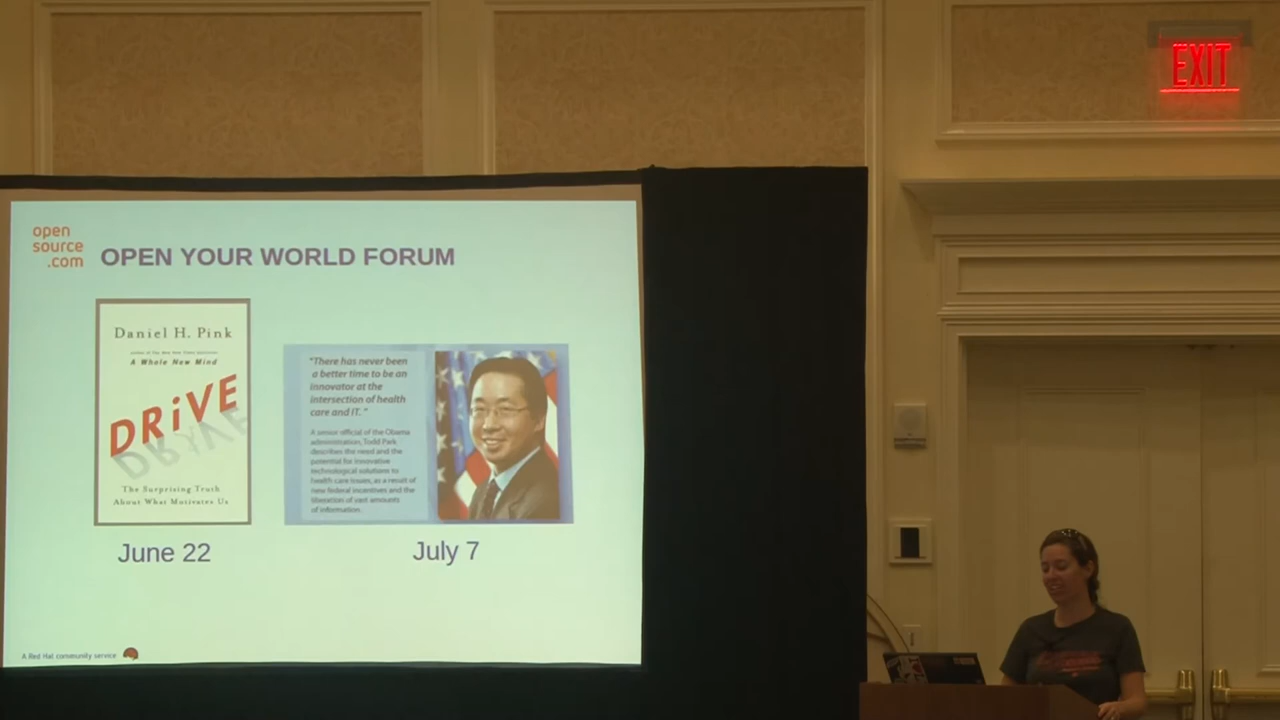 EXIT
open
source
.com
OPEN YOUR WORLD FORUM
Daniel H. Pink
A Whole New Mind
DRiVE
The Surprising Truth
About What Motivates Us
June 22
"There has never been
a better time to be an
innovator at the
intersection of health
care and IT."
A senior official of the Obama
administration, Todd Park
describes the need and the
potential for innovative
technological solutions to
health care issues, as a result of
new federal incentives and the
liberation of vast amounts
of information.
July 7
A Red Hat community service